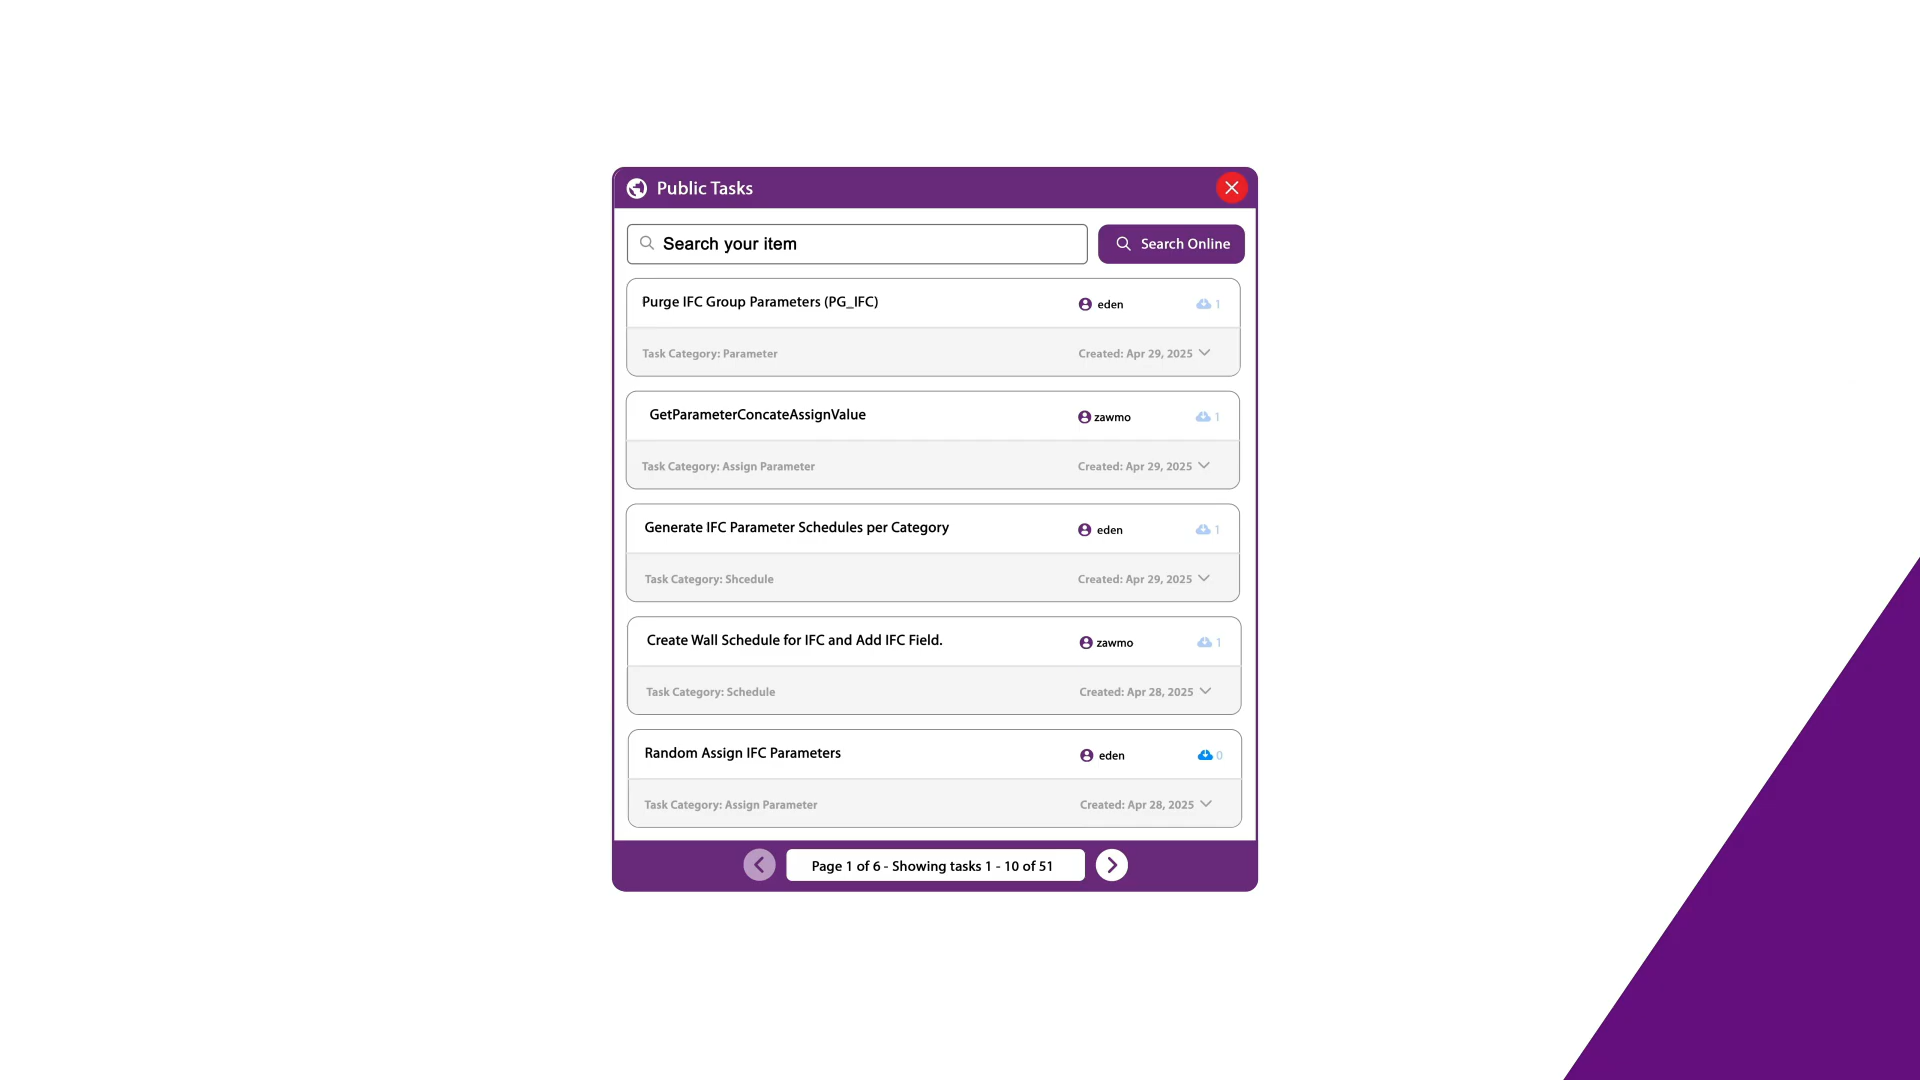 Public Tasks
Search your item
Search Online
Purge IFC Group Parameters (PG_IFC)
eden
1
Task Category: Parameter
Created: Apr 29, 2025
GetParameterConcateAssignValue
zawmo
1
Task Category: Assign Parameter
Created: Apr 29, 2025
Generate IFC Parameter Schedules per Category
eden
1
Task Category: Shcedule
Created: Apr 29, 2025
Create Wall Schedule for IFC and Add IFC Field.
zawmo
1
Task Category: Schedule
Created: Apr 28, 2025
Random Assign IFC Parameters
eden
0
Task Category: Assign Parameter
Created: Apr 28, 2025
Page 1 of 6 - Showing tasks 1 - 10 of 51